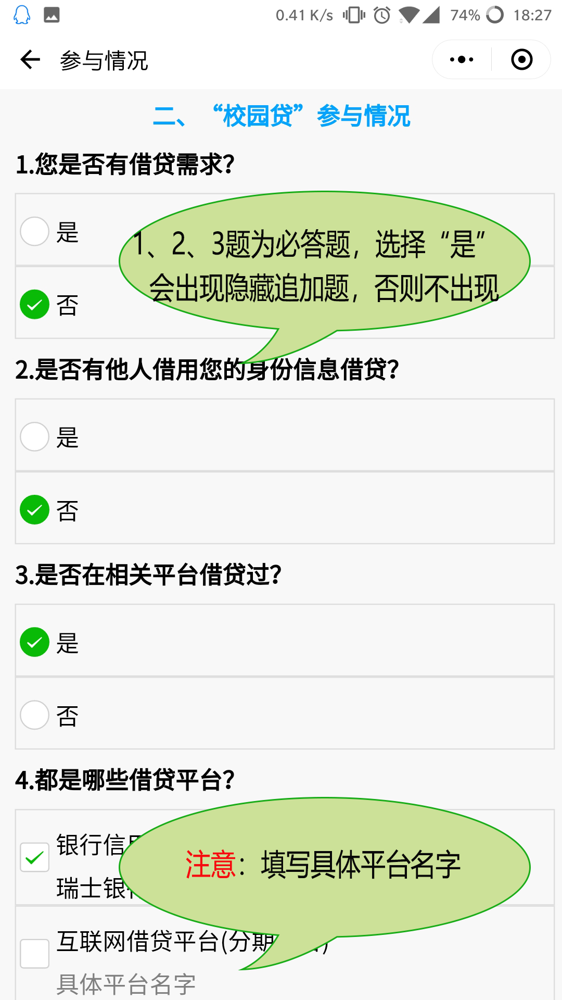 0.41 K/s 74% 18:27
参与情况
二、“校园贷”参与情况
1.您是否有借贷需求?
是
1、2、3题为必答题，选择“是”
会出现隐藏追加题，否则不出现
否
2.是否有他人借用您的身份信息借贷?
是
否
3.是否在相关平台借贷过?
是
否
4.都是哪些借贷平台?
银行信
注意：填写具体平台名字
瑞士银
互联网借贷平台(分期
具体平台名字